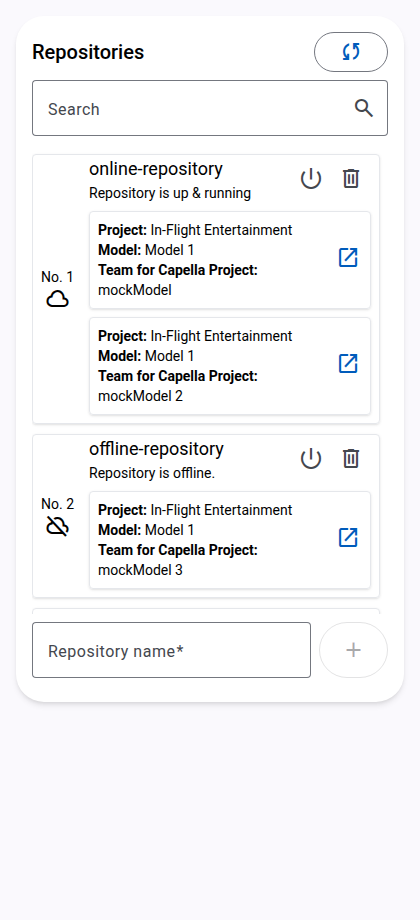 Repositories
Search
online-repository
Repository is up & running
No. 1
Project: In-Flight Entertainment
Model: Model 1
Team for Capella Project:
mockModel
Project: In-Flight Entertainment
Model: Model 1
Team for Capella Project:
mockModel 2
offline-repository
Repository is offline.
No. 2
Project: In-Flight Entertainment
Model: Model 1
Team for Capella Project:
mockModel 3
Repository name*